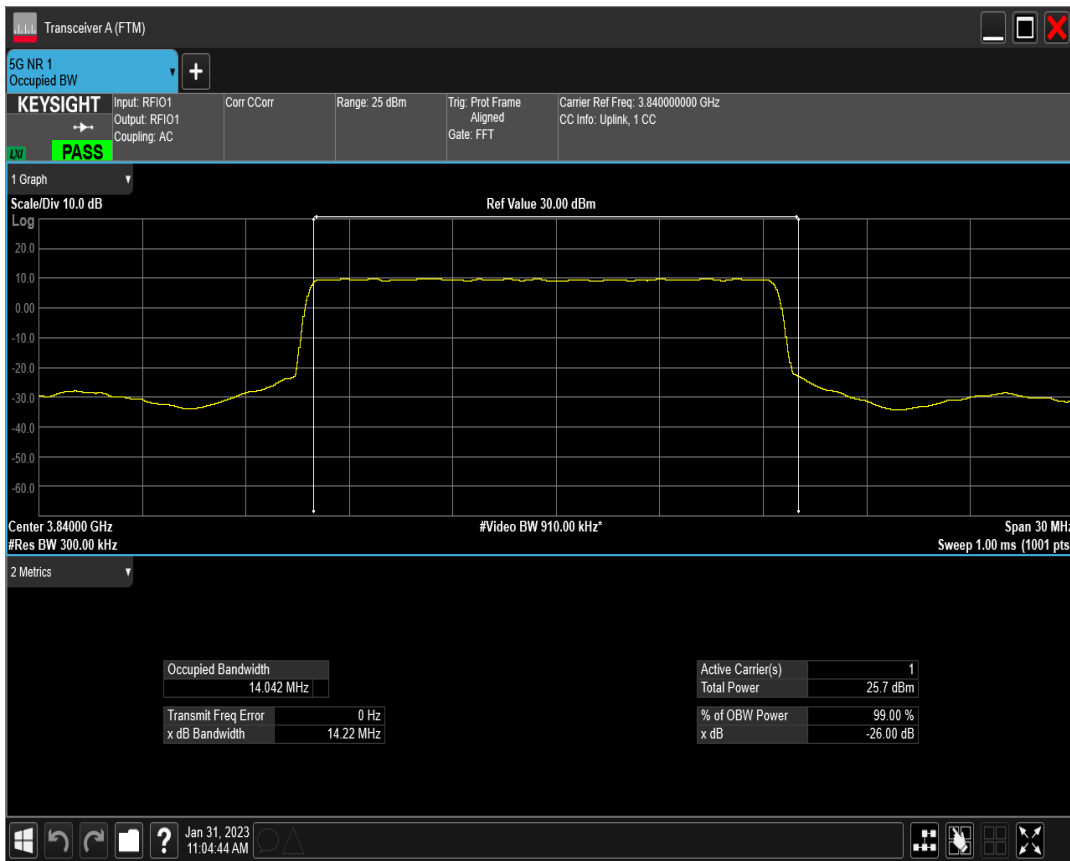 Transceiver A (FTM)
5G NR 1
Occupied BW
+
KEYSIGHT
LXI
PASS
Input: RFIO1
Output: RFIO1
Coupling: AC
Corr CCorr
Range: 25 dBm
Trig: Prot Frame
Aligned
Gate: FFT
Carrier Ref Freq: 3.840000000 GHz
CC Info: Uplink, 1 CC
1 Graph
Scale/Div 10.0 dB
Ref Value 30.00 dBm
Log
20.0
10.0
0.00
-10.0
-20.0
-30.0
-40.0
-50.0
-60.0
Center 3.84000 GHz
#Video BW 910.00 kHz*
Span 30 MHz
#Res BW 300.00 kHz
Sweep 1.00 ms (1001 pts
2 Metrics
Occupied Bandwidth
14.042 MHz
Transmit Freq Error 0 Hz
x dB Bandwidth 14.22 MHz
Active Carrier(s) 1
Total Power 25.7 dBm
% of OBW Power 99.00 %
x dB -26.00 dB
?
Jan 31, 2023
11:04:44 AM